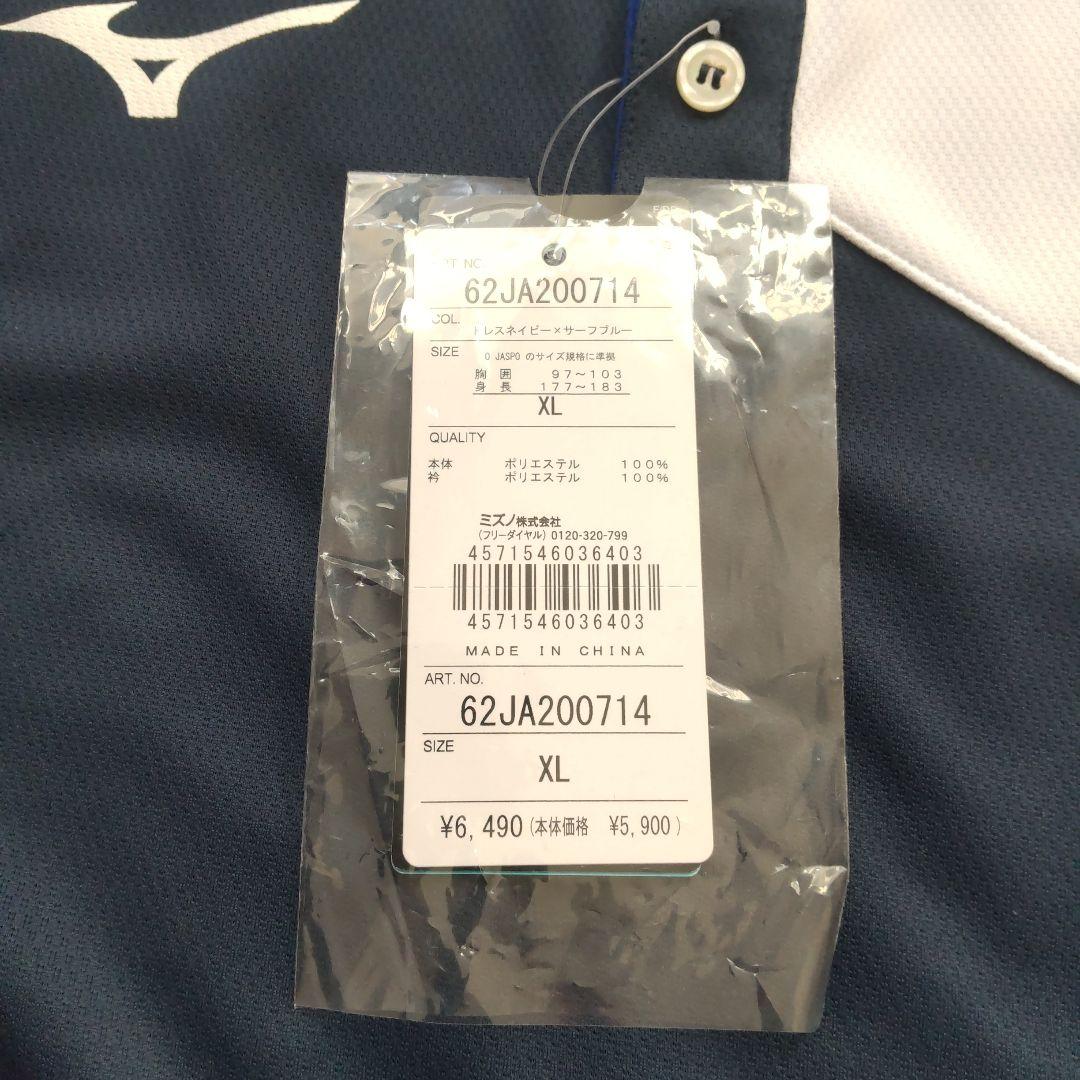 ART NO.
62JA200714
COL.
ドレスネイビー×サーフブルー
SIZE
O JASPO のサイズ規格に準拠
胸 囲 97～103
身 長 177～183
XL
QUALITY
本体 ポリエステル 100%
衿 ポリエステル 100%
ミズノ株式会社
(フリーダイヤル) 0120-320-799
4571546036403
4571546036403
MADE IN CHINA
ART. NO.
62JA200714
SIZE
XL
¥6,490 (本体価格 ¥5,900)